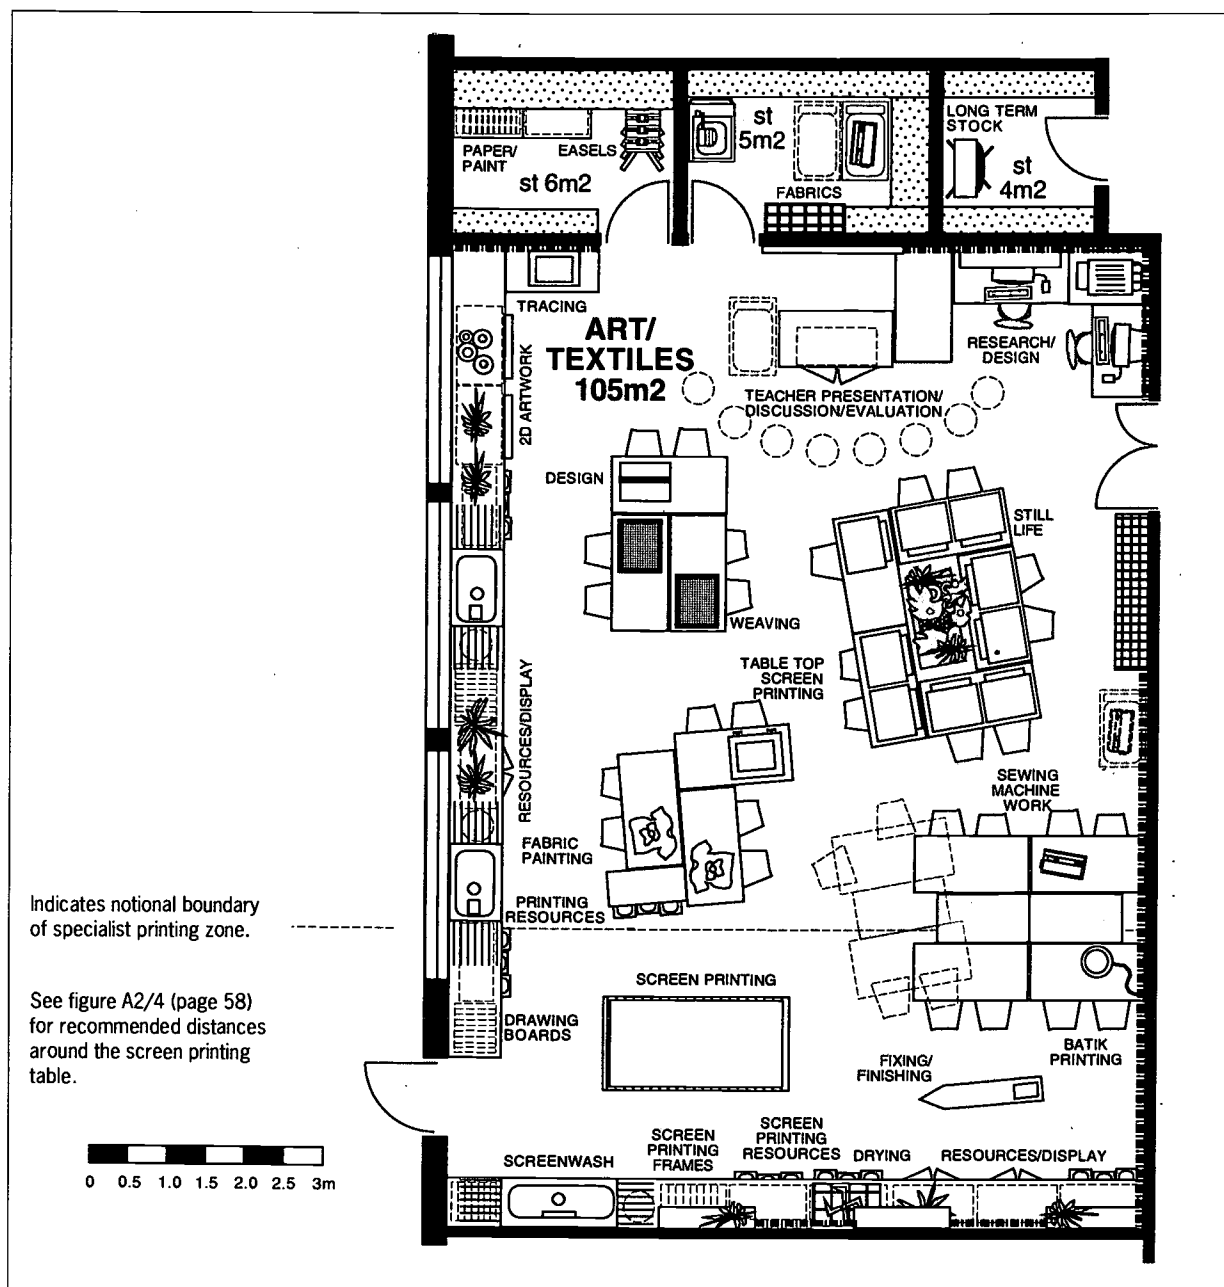 LONG TERM
STOCK
st
5m2
PAPER/
PAINT
EASELS
st 6m2
st
4m2
FABRICS
TRACING
ART/
TEXTILES
105m2
RESEARCH/
DESIGN
2D ARTWORK
TEACHER PRESENTATION/
DISCUSSION/EVALUATION
DESIGN
STILL
LIFE
WEAVING
TABLE TOP
SCREEN
PRINTING
RESOURCES/DISPLAY
SEWING
MACHINE
WORK
FABRIC
PAINTING
PRINTING
RESOURCES
Indicates notional boundary
of specialist printing zone.
See figure A2/4 (page 58)
for recommended distances
around the screen printing
table.
SCREEN PRINTING
DRAWING
BOARDS
BATIK
PRINTING
FIXING/
FINISHING
SCREENWASH
SCREEN
PRINTING
FRAMES
SCREEN
PRINTING
RESOURCES
DRYING
RESOURCES/DISPLAY
0 0.5 1.0 1.5 2.0 2.5 3m